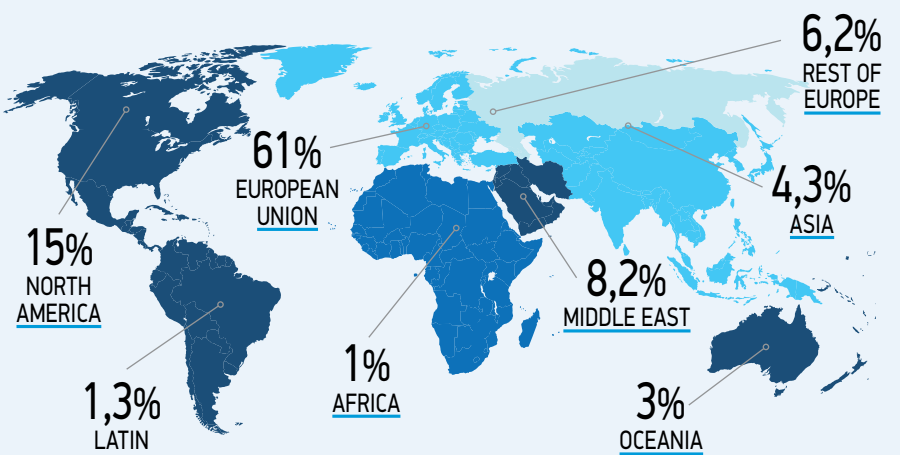 6,2%
REST OF
EUROPE
61%
EUROPEAN
UNION
4,3%
ASIA
15%
NORTH
AMERICA
8,2%
MIDDLE EAST
1%
AFRICA
1,3%
LATIN
3%
OCEANIA